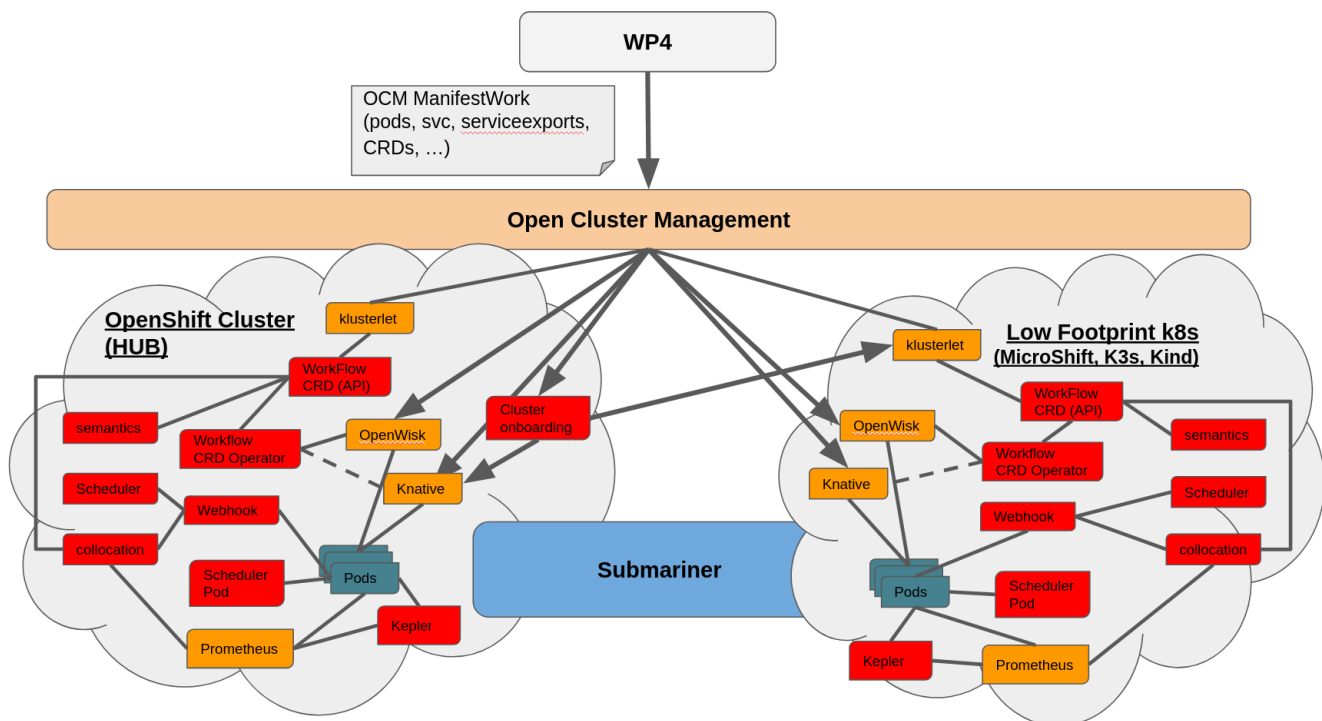 WP4
OCM ManifestWork
(pods, svc, serviceexports,
CRDs, …)
Open Cluster Management
OpenShift Cluster
(HUB)
klusterlet
WorkFlow
CRD (API)
semantics
Workflow
CRD Operator
OpenWisk
Cluster
onboarding
Scheduler
Knative
Webhook
collocation
Scheduler
Pod
Pods
Kepler
Prometheus
Submariner
Low Footprint k8s
(MicroShift, K3s, Kind)
klusterlet
WorkFlow
CRD (API)
OpenWisk
semantics
Workflow
CRD Operator
Knative
Scheduler
Webhook
collocation
Pods
Scheduler
Pod
Kepler
Prometheus